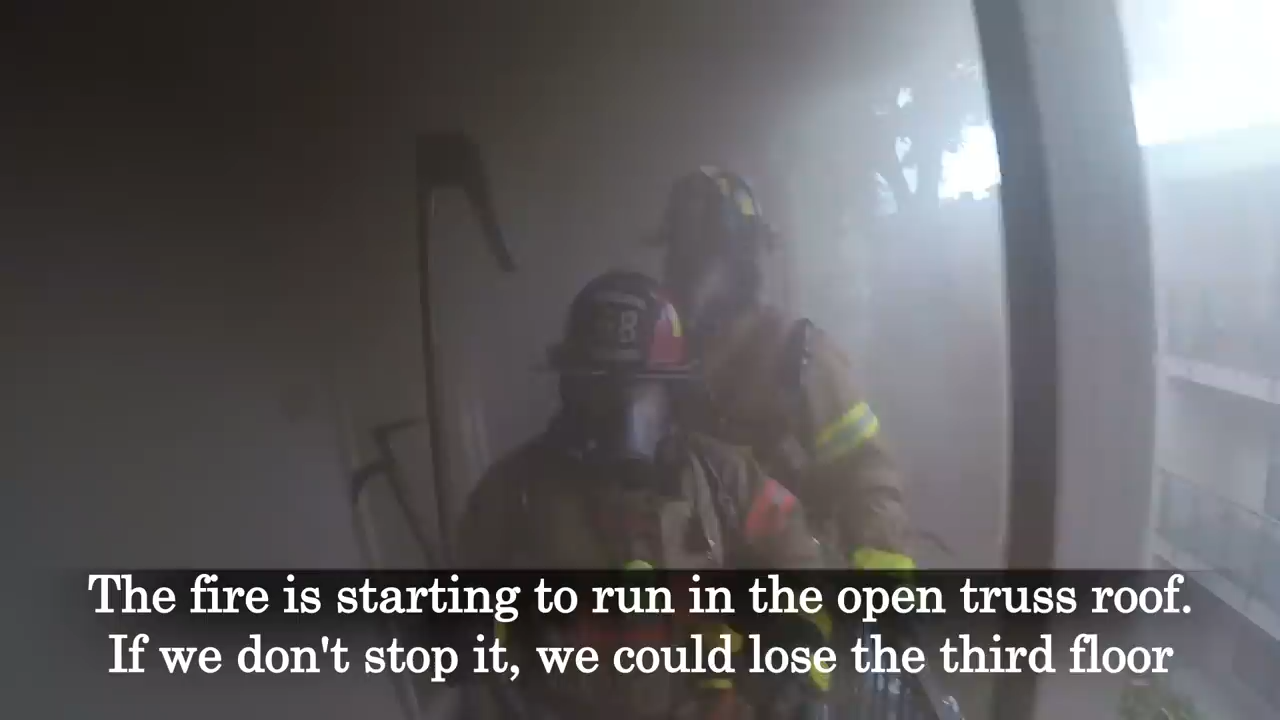 The fire is starting to run in the open truss roof.
If we don't stop it, we could lose the third floor